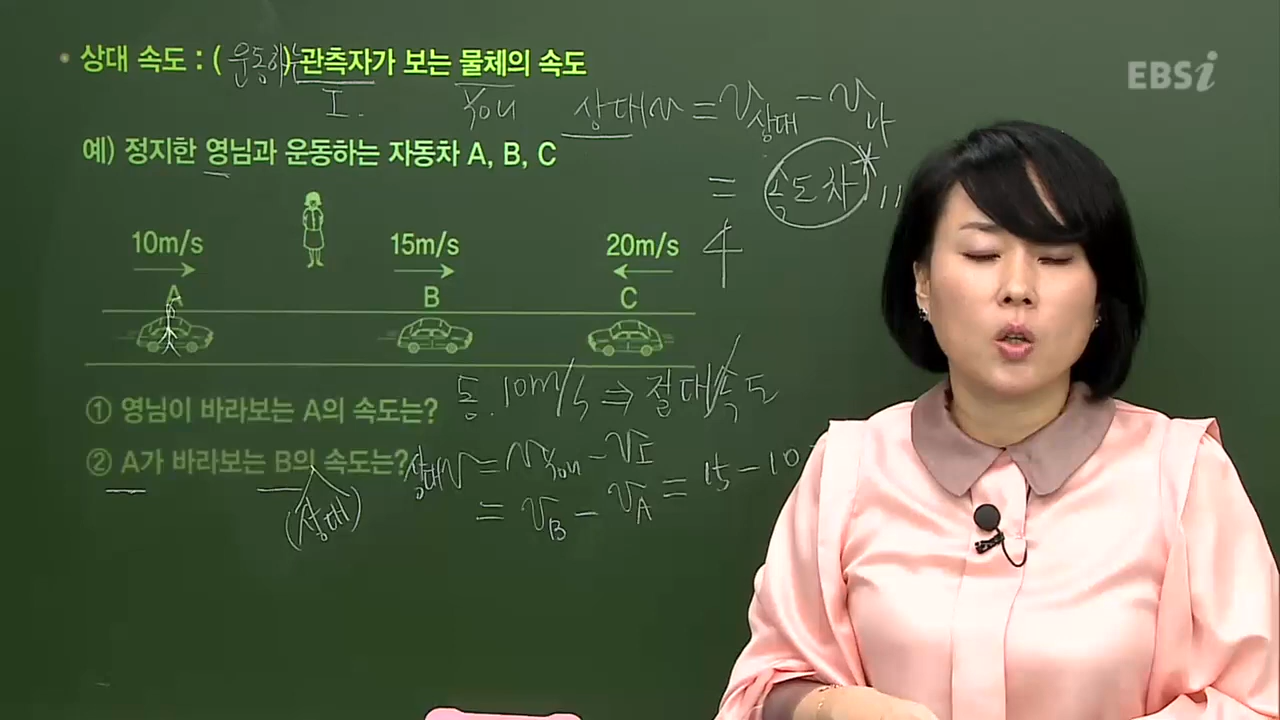 • 상대 속도 : ( 운동하는 ) 관측자가 보는 물체의 속도
EBSi
I. You 상대v = v상대 - v나
예) 정지한 영님과 운동하는 자동차 A, B, C
= 속도차
10m/s 15m/s 20m/s
A B C
① 영님이 바라보는 A의 속도는? 동. 10m/s ⇒ 절대속도
② A가 바라보는 B의 속도는? 상대v = vyou - vI
(상대) = vB - vA = 15 - 10